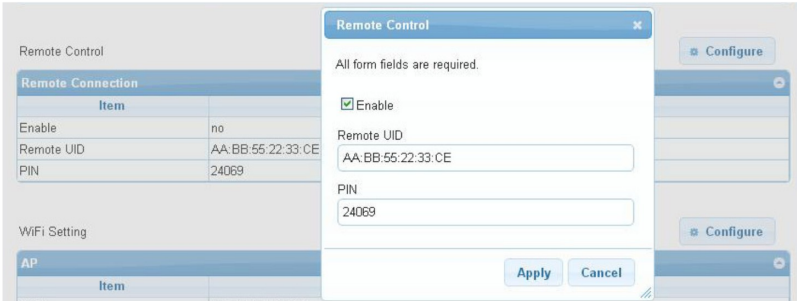 Remote Control
Configure
Remote Connection
Item
Enable no
Remote UID AA:BB:55:22:33:CE
PIN 24069
WiFi Setting
Configure
AP
Item
Remote Control
All form fields are required.
Enable
Remote UID
AA:BB:55:22:33:CE
PIN
24069
Apply Cancel